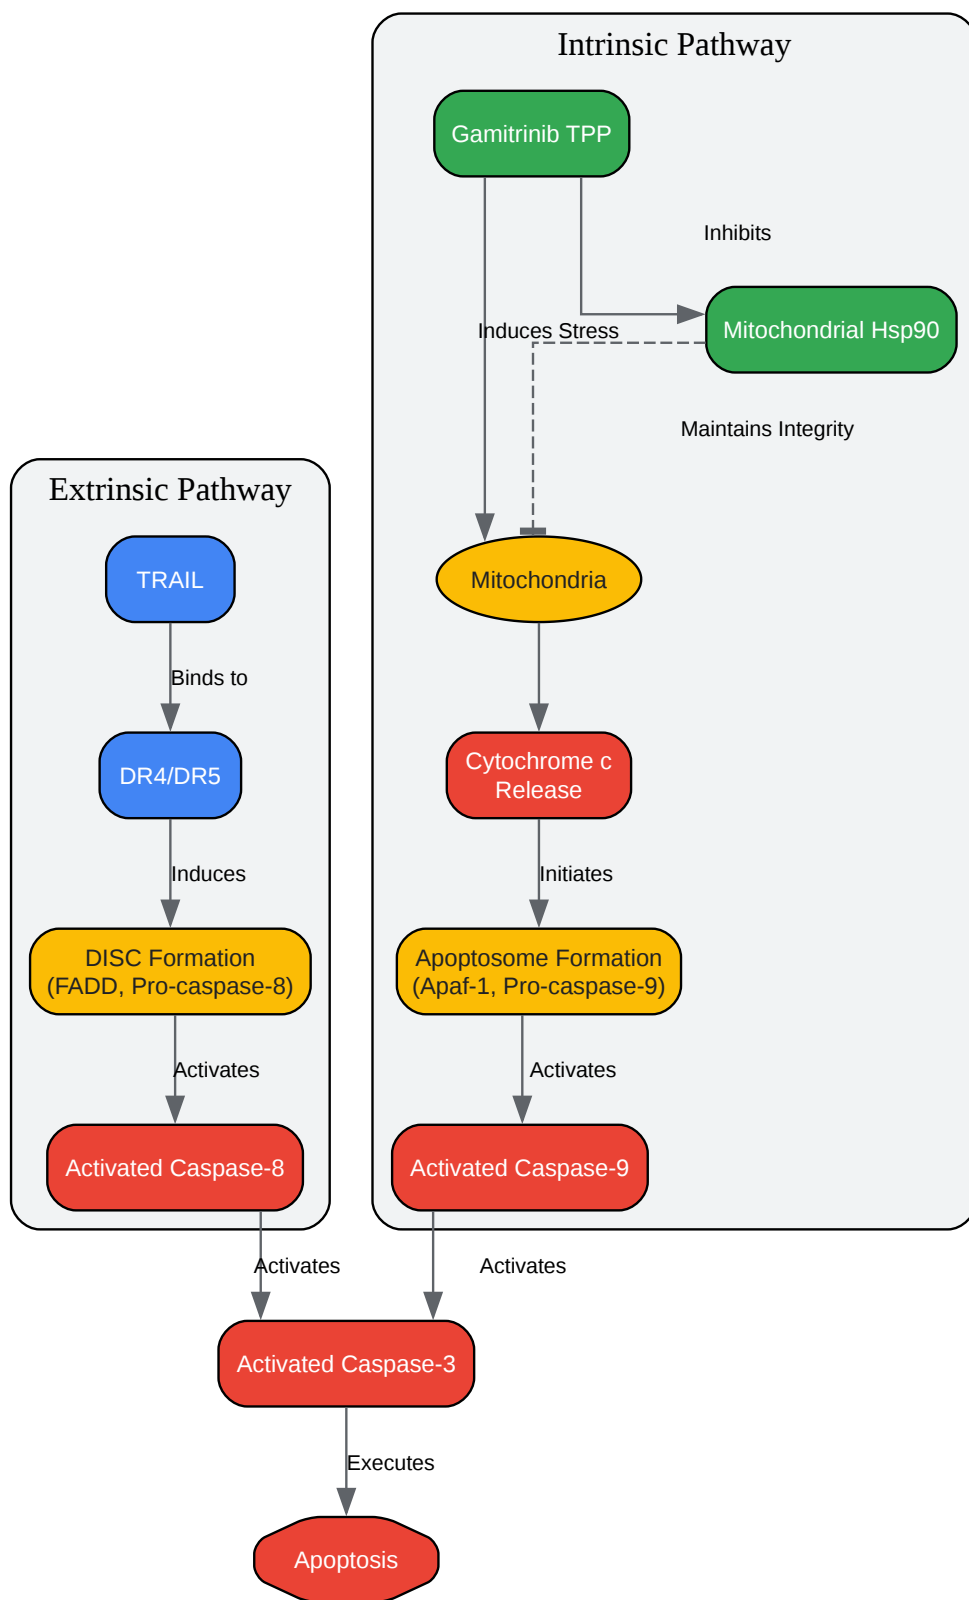 Intrinsic Pathway
Gamitrinib TPP
Inhibits
Induces Stress
Mitochondrial Hsp90
Maintains Integrity
Extrinsic Pathway
TRAIL
Mitochondria
Binds to
DR4/DR5
Cytochrome c
Release
Induces
Initiates
DISC Formation
(FADD, Pro-caspase-8)
Apoptosome Formation
(Apaf-1, Pro-caspase-9)
Activates
Activates
Activated Caspase-8
Activated Caspase-9
Activates
Activates
Activated Caspase-3
Executes
Apoptosis